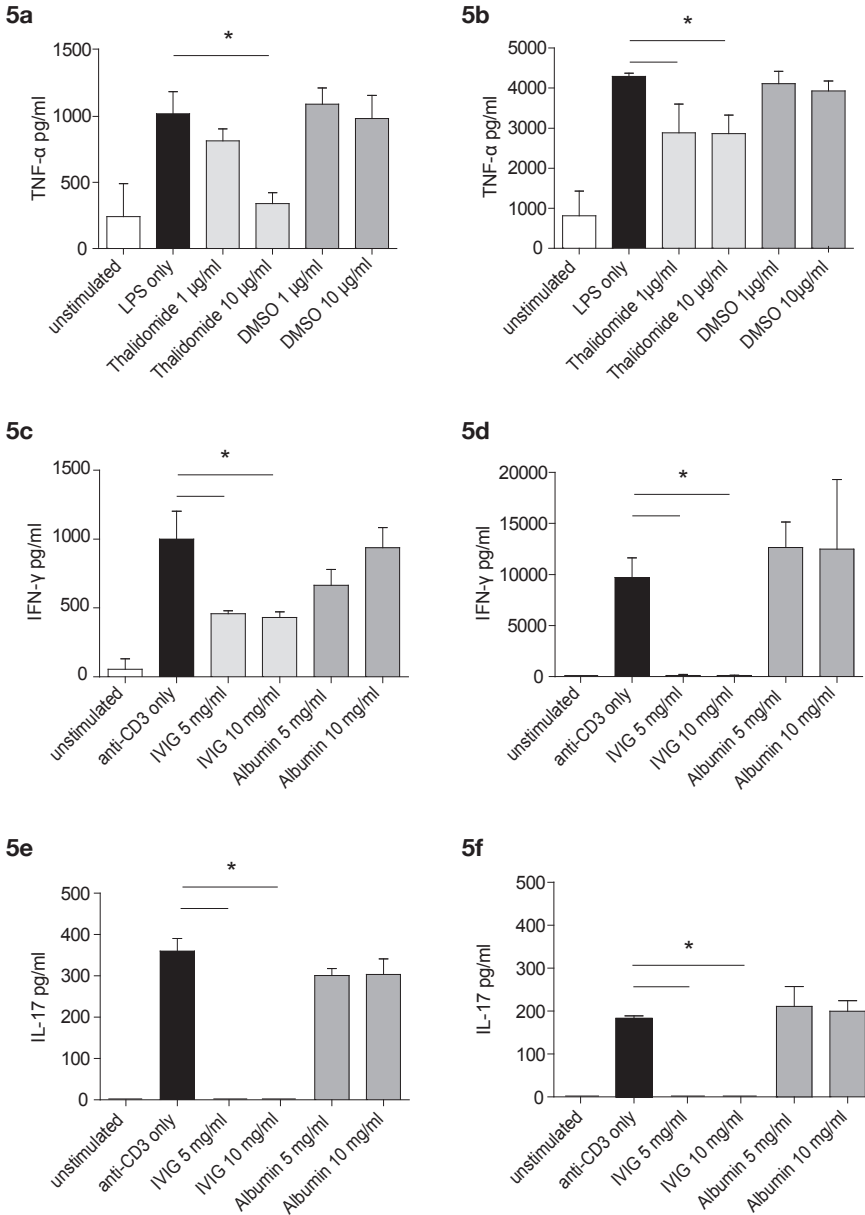 5a
*
1500
1000
500
0
TNF-α pg/ml
unstimulated
LPS only
Thalidomide 1 µg/ml
Thalidomide 10 µg/ml
DMSO 1 µg/ml
DMSO 10 µg/ml
5b
*
5000
4000
3000
2000
1000
0
TNF-α pg/ml
unstimulated
LPS only
Thalidomide 1µg/ml
Thalidomide 10 µg/ml
DMSO 1µg/ml
DMSO 10µg/ml
5c
*
1500
1000
500
0
IFN-γ pg/ml
unstimulated
anti-CD3 only
IVIG 5 mg/ml
IVIG 10 mg/ml
Albumin 5 mg/ml
Albumin 10 mg/ml
5d
*
20000
15000
10000
5000
0
IFN-γ pg/ml
unstimulated
anti-CD3 only
IVIG 5 mg/ml
IVIG 10 mg/ml
Albumin 5 mg/ml
Albumin 10 mg/ml
5e
*
500
400
300
200
100
0
IL-17 pg/ml
unstimulated
anti-CD3 only
IVIG 5 mg/ml
IVIG 10 mg/ml
Albumin 5 mg/ml
Albumin 10 mg/ml
5f
*
500
400
300
200
100
0
IL-17 pg/ml
unstimulated
anti-CD3 only
IVIG 5 mg/ml
IVIG 10 mg/ml
Albumin 5 mg/ml
Albumin 10 mg/ml